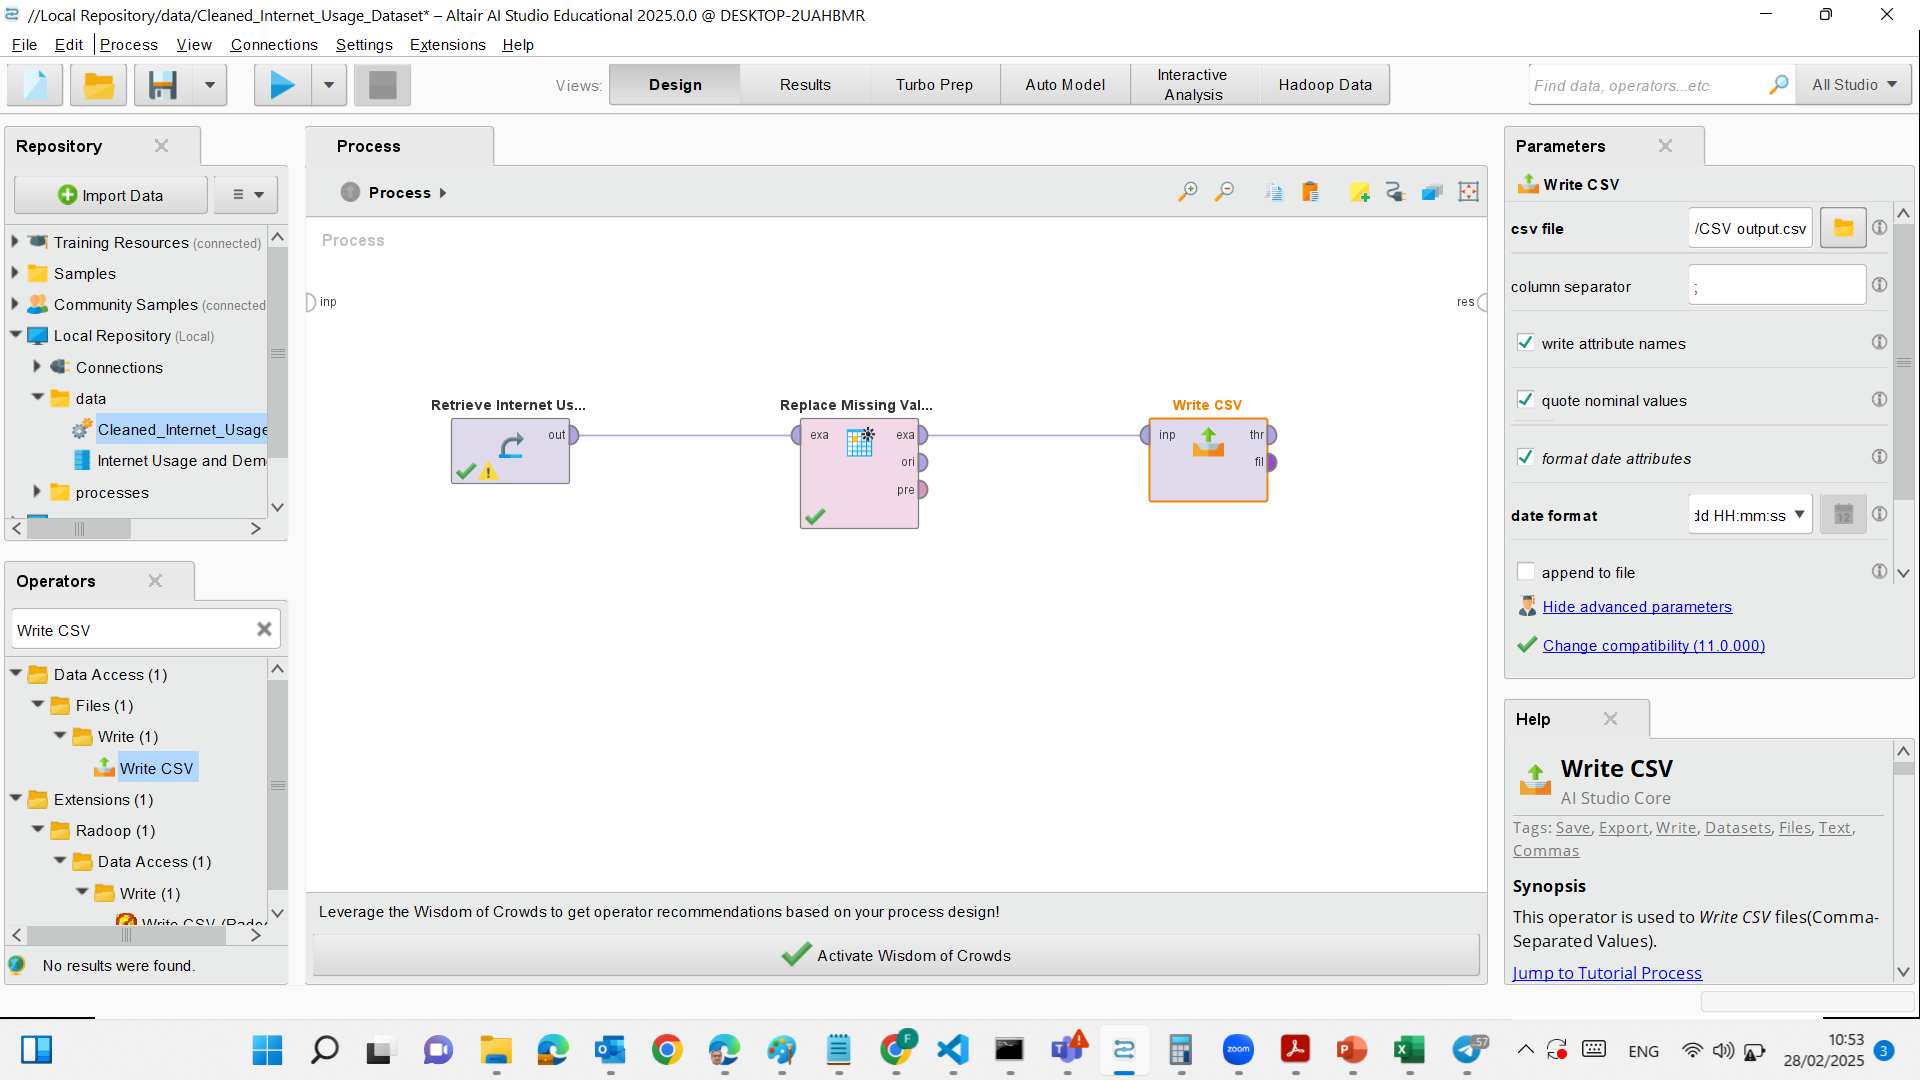 //Local Repository/data/Cleaned_Internet_Usage_Dataset* – Altair AI Studio Educational 2025.0.0 @ DESKTOP-2UAHBMR
File Edit Process View Connections Settings Extensions Help
Views: Design Results Turbo Prep Auto Model Interactive Analysis Hadoop Data
Find data, operators...etc
All Studio
Repository
Import Data
Training Resources (connected)
Samples
Community Samples (connected
Local Repository (Local)
Connections
data
Cleaned_Internet_Usage
Internet Usage and Dem
processes
Operators
Write CSV
Data Access (1)
Files (1)
Write (1)
Write CSV
Extensions (1)
Radoop (1)
Data Access (1)
Write (1)
Write CSV (Rado
No results were found.
Process
Process
Process
inp
res
Retrieve Internet Us...
out
Replace Missing Val...
exa exa
ori
pre
Write CSV
inp thr
fil
Leverage the Wisdom of Crowds to get operator recommendations based on your process design!
Activate Wisdom of Crowds
Parameters
Write CSV
csv file /CSV output.csv
column separator ;
write attribute names
quote nominal values
format date attributes
date format dd HH:mm:ss
12
append to file
Hide advanced parameters
Change compatibility (11.0.000)
Help
Write CSV
AI Studio Core
Tags: Save, Export, Write, Datasets, Files, Text,
Commas
Synopsis
This operator is used to Write CSV files(Comma-
Separated Values).
Jump to Tutorial Process
F
zoom
57
ENG
10:53
28/02/2025
3